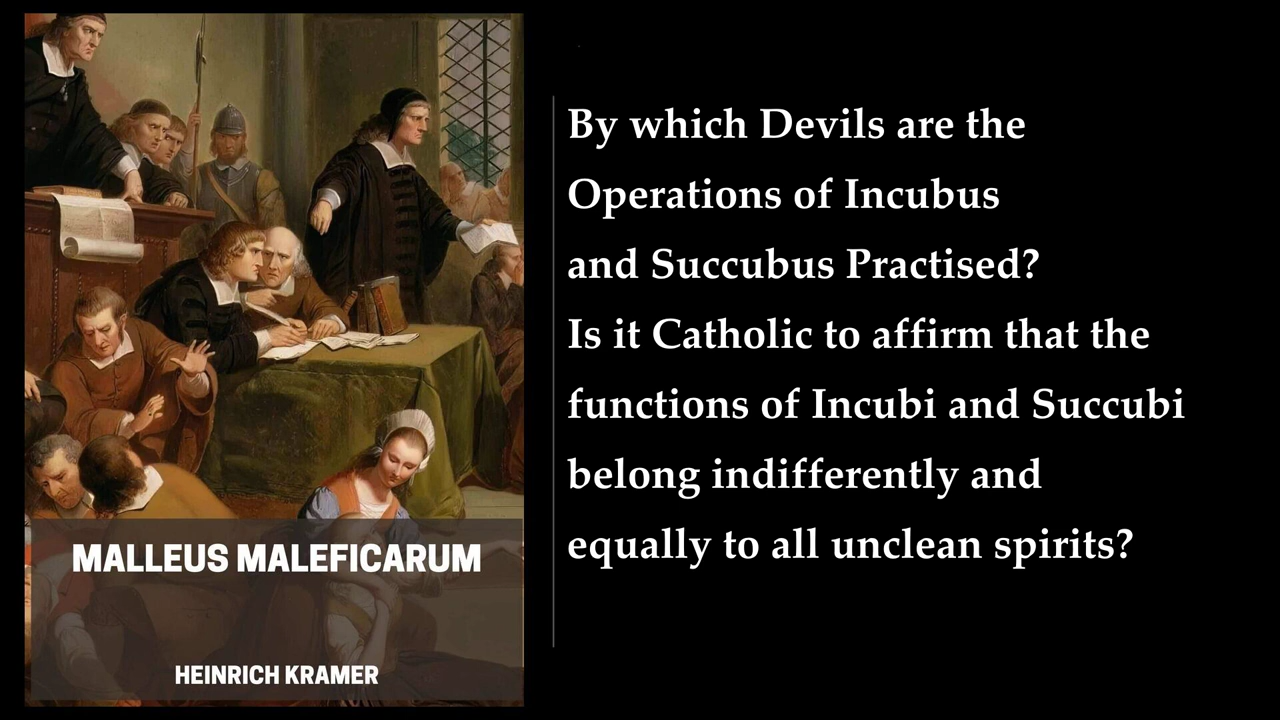 MALLEUS MALEFICARUM
HEINRICH KRAMER
By which Devils are the
Operations of Incubus
and Succubus Practised?
Is it Catholic to affirm that the
functions of Incubi and Succubi
belong indifferently and
equally to all unclean spirits?